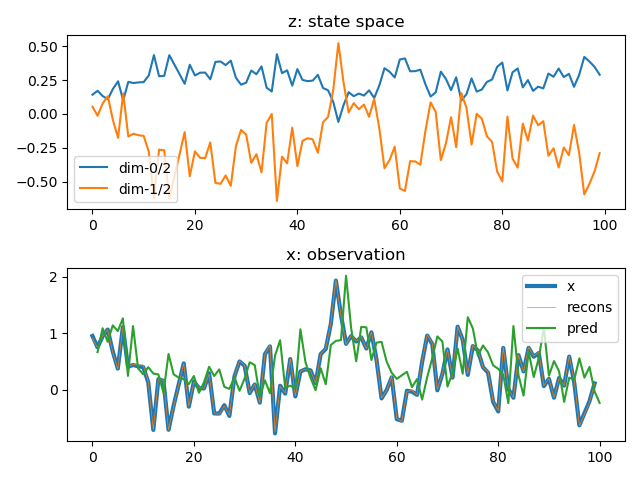 z: state space
0.50
0.25
0.00
−0.25
−0.50
dim-0/2
dim-1/2
0 20 40 60 80 100
x: observation
2
1
0
x
recons
pred
0 20 40 60 80 100